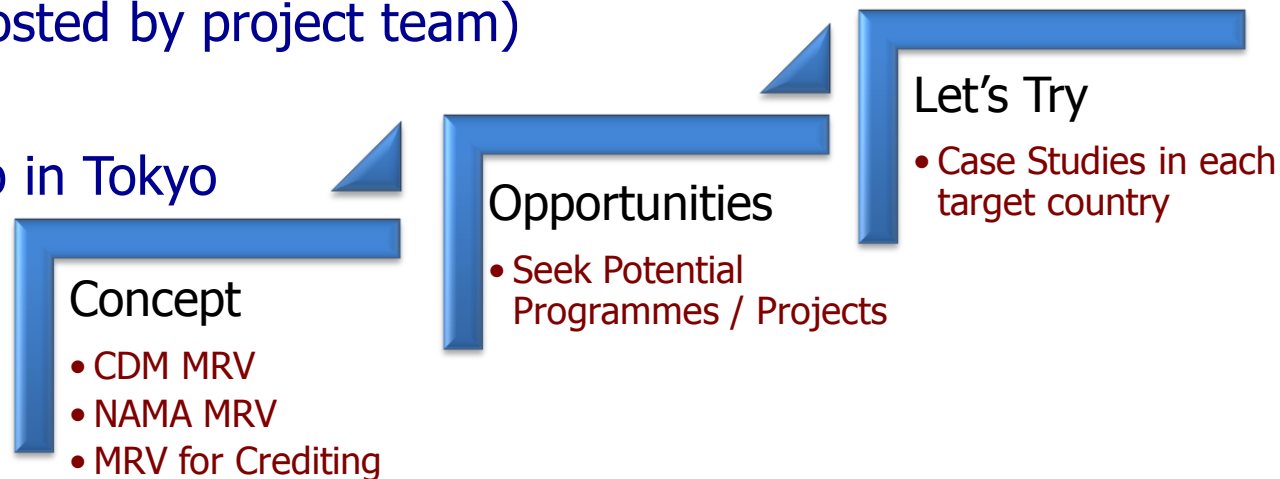 by project team)
in Tokyo
Concept
• CDM MRV
• NAMA MRV
• MRV for Crediting
Opportunities
• Seek Potential
Programmes / Projects
Let’s Try
• Case Studies in each
target country